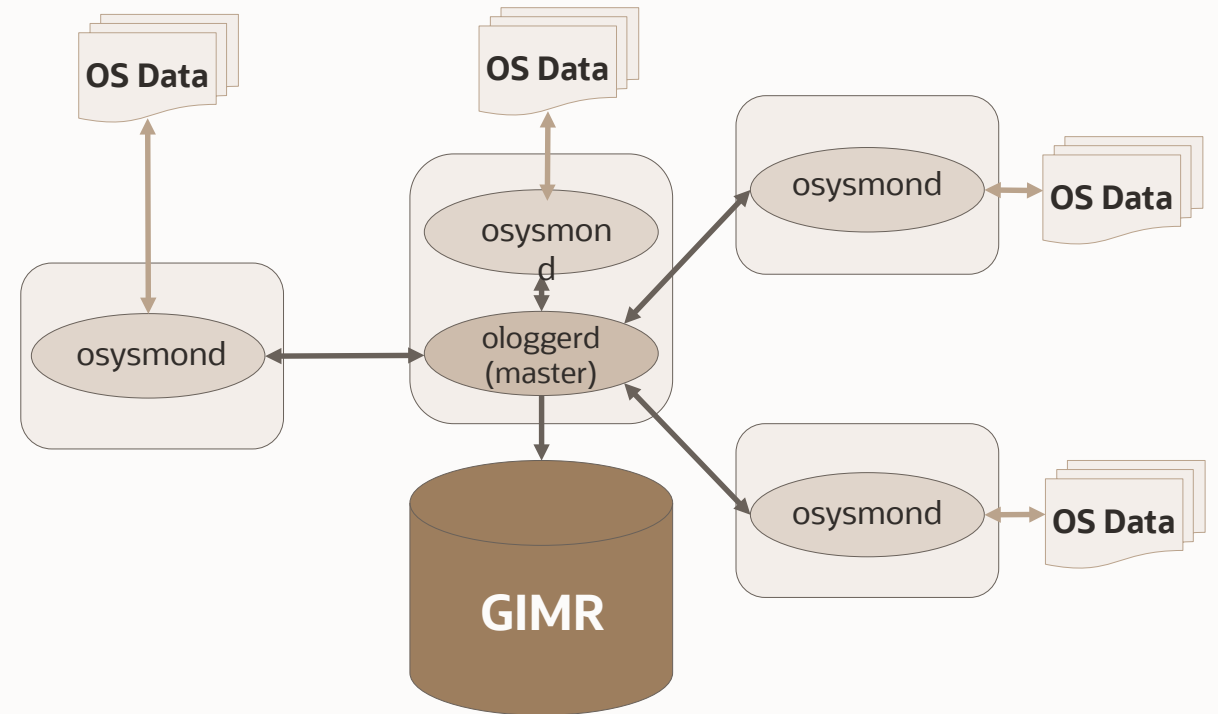 OS Data
OS Data
osysmond
OS Data
osysmon
d
osysmond
ologgerd
(master)
osysmond
OS Data
GIMR